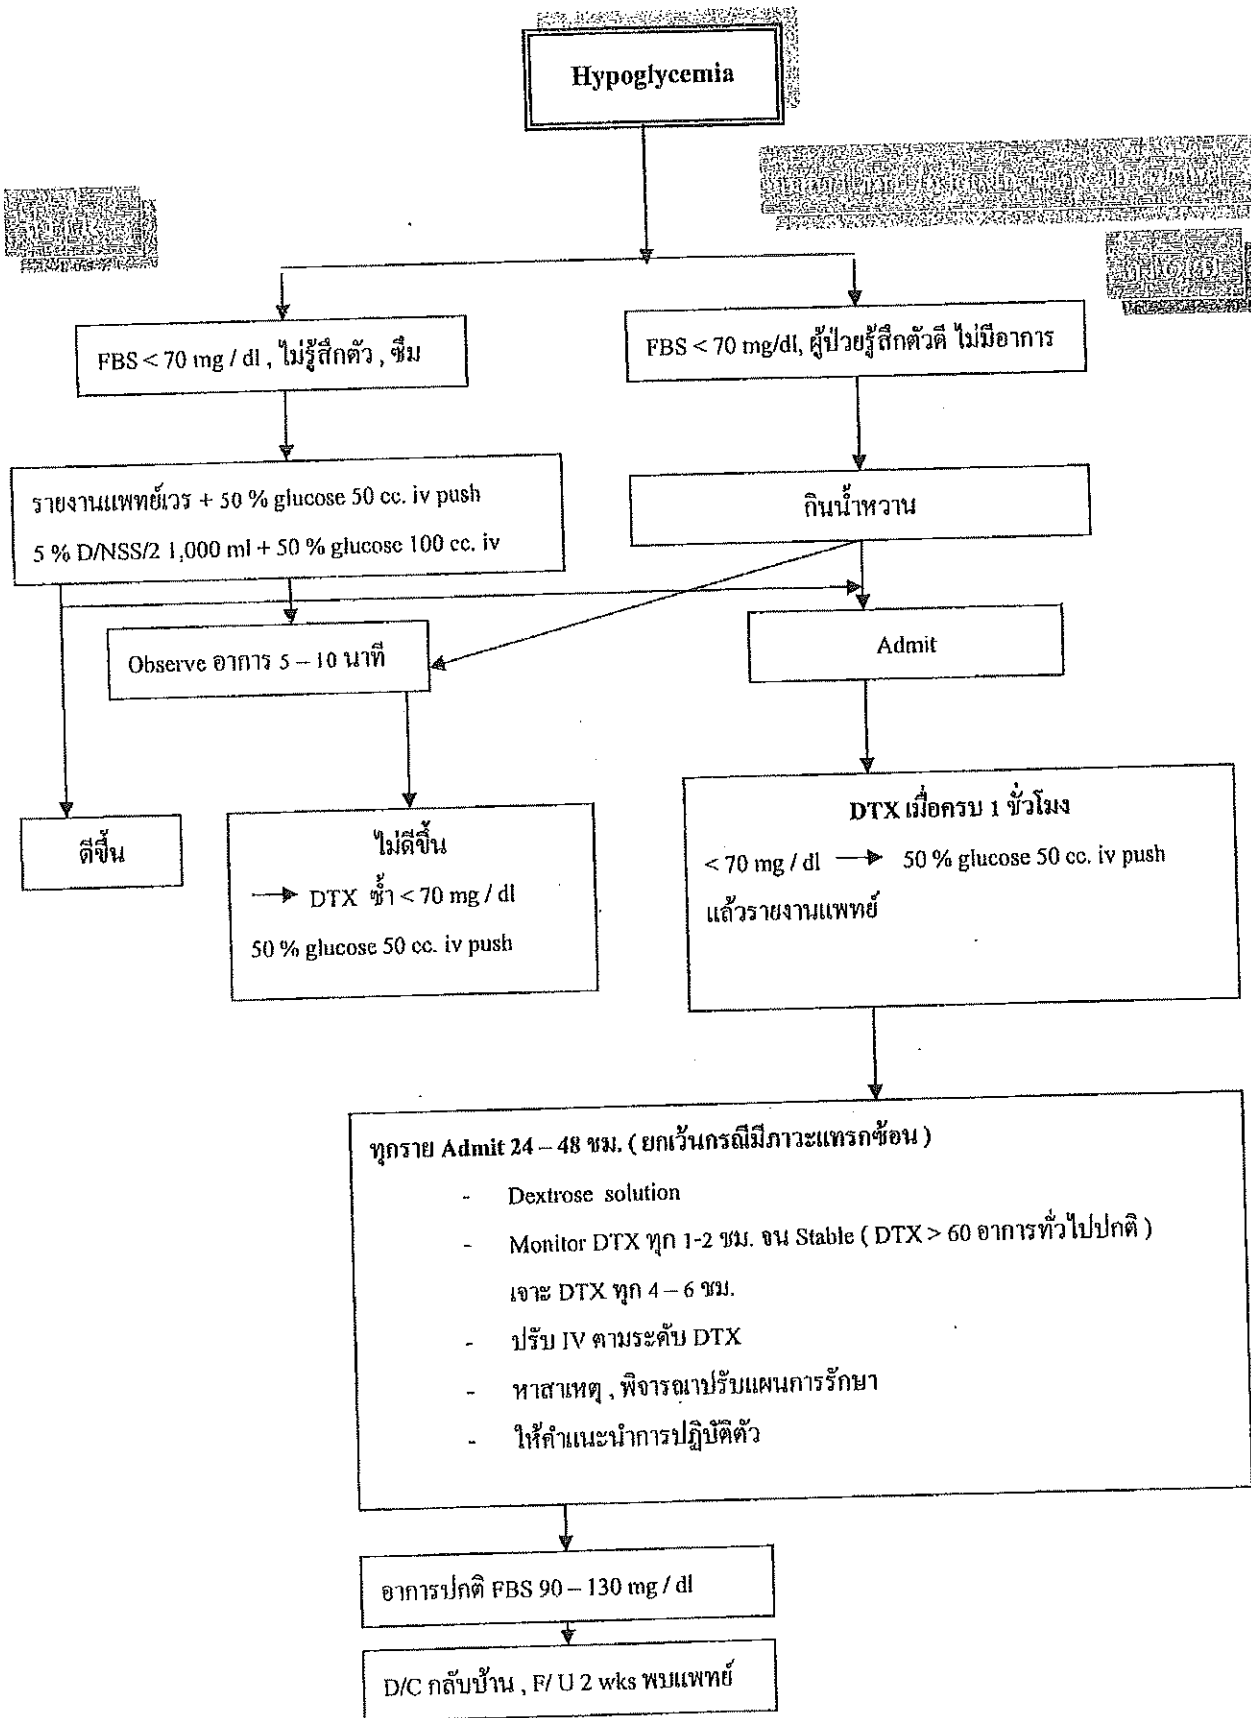 Hypoglycemia
FBS < 70 mg / dl , ไม่รู้สึกตัว , ซึม
FBS < 70 mg/dl, ผู้ป่วยรู้สึกตัวดี ไม่มีอาการ
รายงานแพทย์เวร + 50 % glucose 50 cc. iv push
5 % D/NSS/2 1,000 ml + 50 % glucose 100 cc. iv
กินน้ำหวาน
Observe อาการ 5 – 10 นาที
Admit
ดีขึ้น
ไม่ดีขึ้น
DTX ซ้ำ < 70 mg / dl
50 % glucose 50 cc. iv push
DTX เมื่อครบ 1 ชั่วโมง
< 70 mg / dl → 50 % glucose 50 cc. iv push
แล้วรายงานแพทย์
ทุกราย Admit 24 – 48 ชม. ( ยกเว้นกรณีมีภาวะแทรกซ้อน )
- Dextrose solution
- Monitor DTX ทุก 1-2 ชม. จน Stable ( DTX > 60 อาการทั่วไปปกติ )
เจาะ DTX ทุก 4 – 6 ชม.
- ปรับ IV ตามระดับ DTX
- หาสาเหตุ , พิจารณาปรับแผนการรักษา
- ให้คำแนะนำการปฏิบัติตัว
อาการปกติ FBS 90 – 130 mg / dl
D/C กลับบ้าน , F/ U 2 wks พบแพทย์